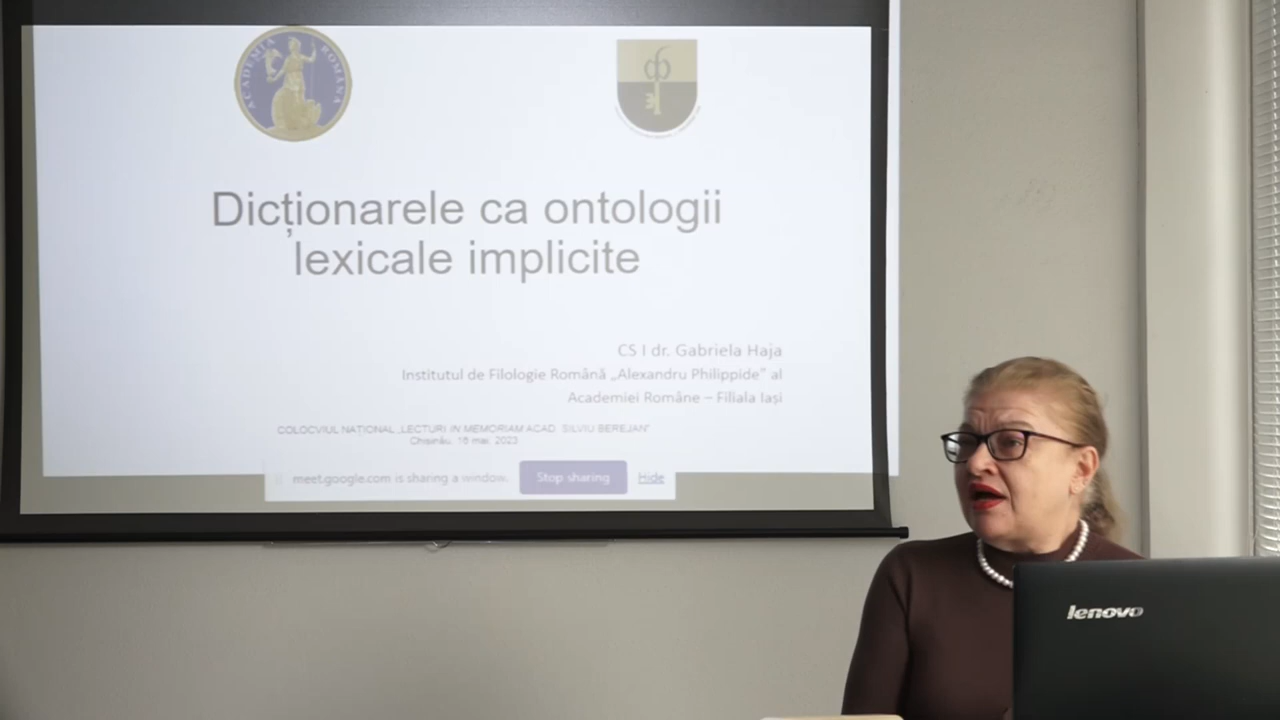 ACADEMIA ROMÂNĂ
Dicționarele ca ontologii
lexicale implicite
CS I dr. Gabriela Haja
Institutul de Filologie Română „Alexandru Philippide” al
Academiei Române – Filiala Iași
COLOCVIUL NAȚIONAL „LECTURI IN MEMORIAM ACAD. SILVIU BEREJAN”
Chișinău, 16 mai, 2023
meet.google.com is sharing a window.
Stop sharing
Hide
lenovo